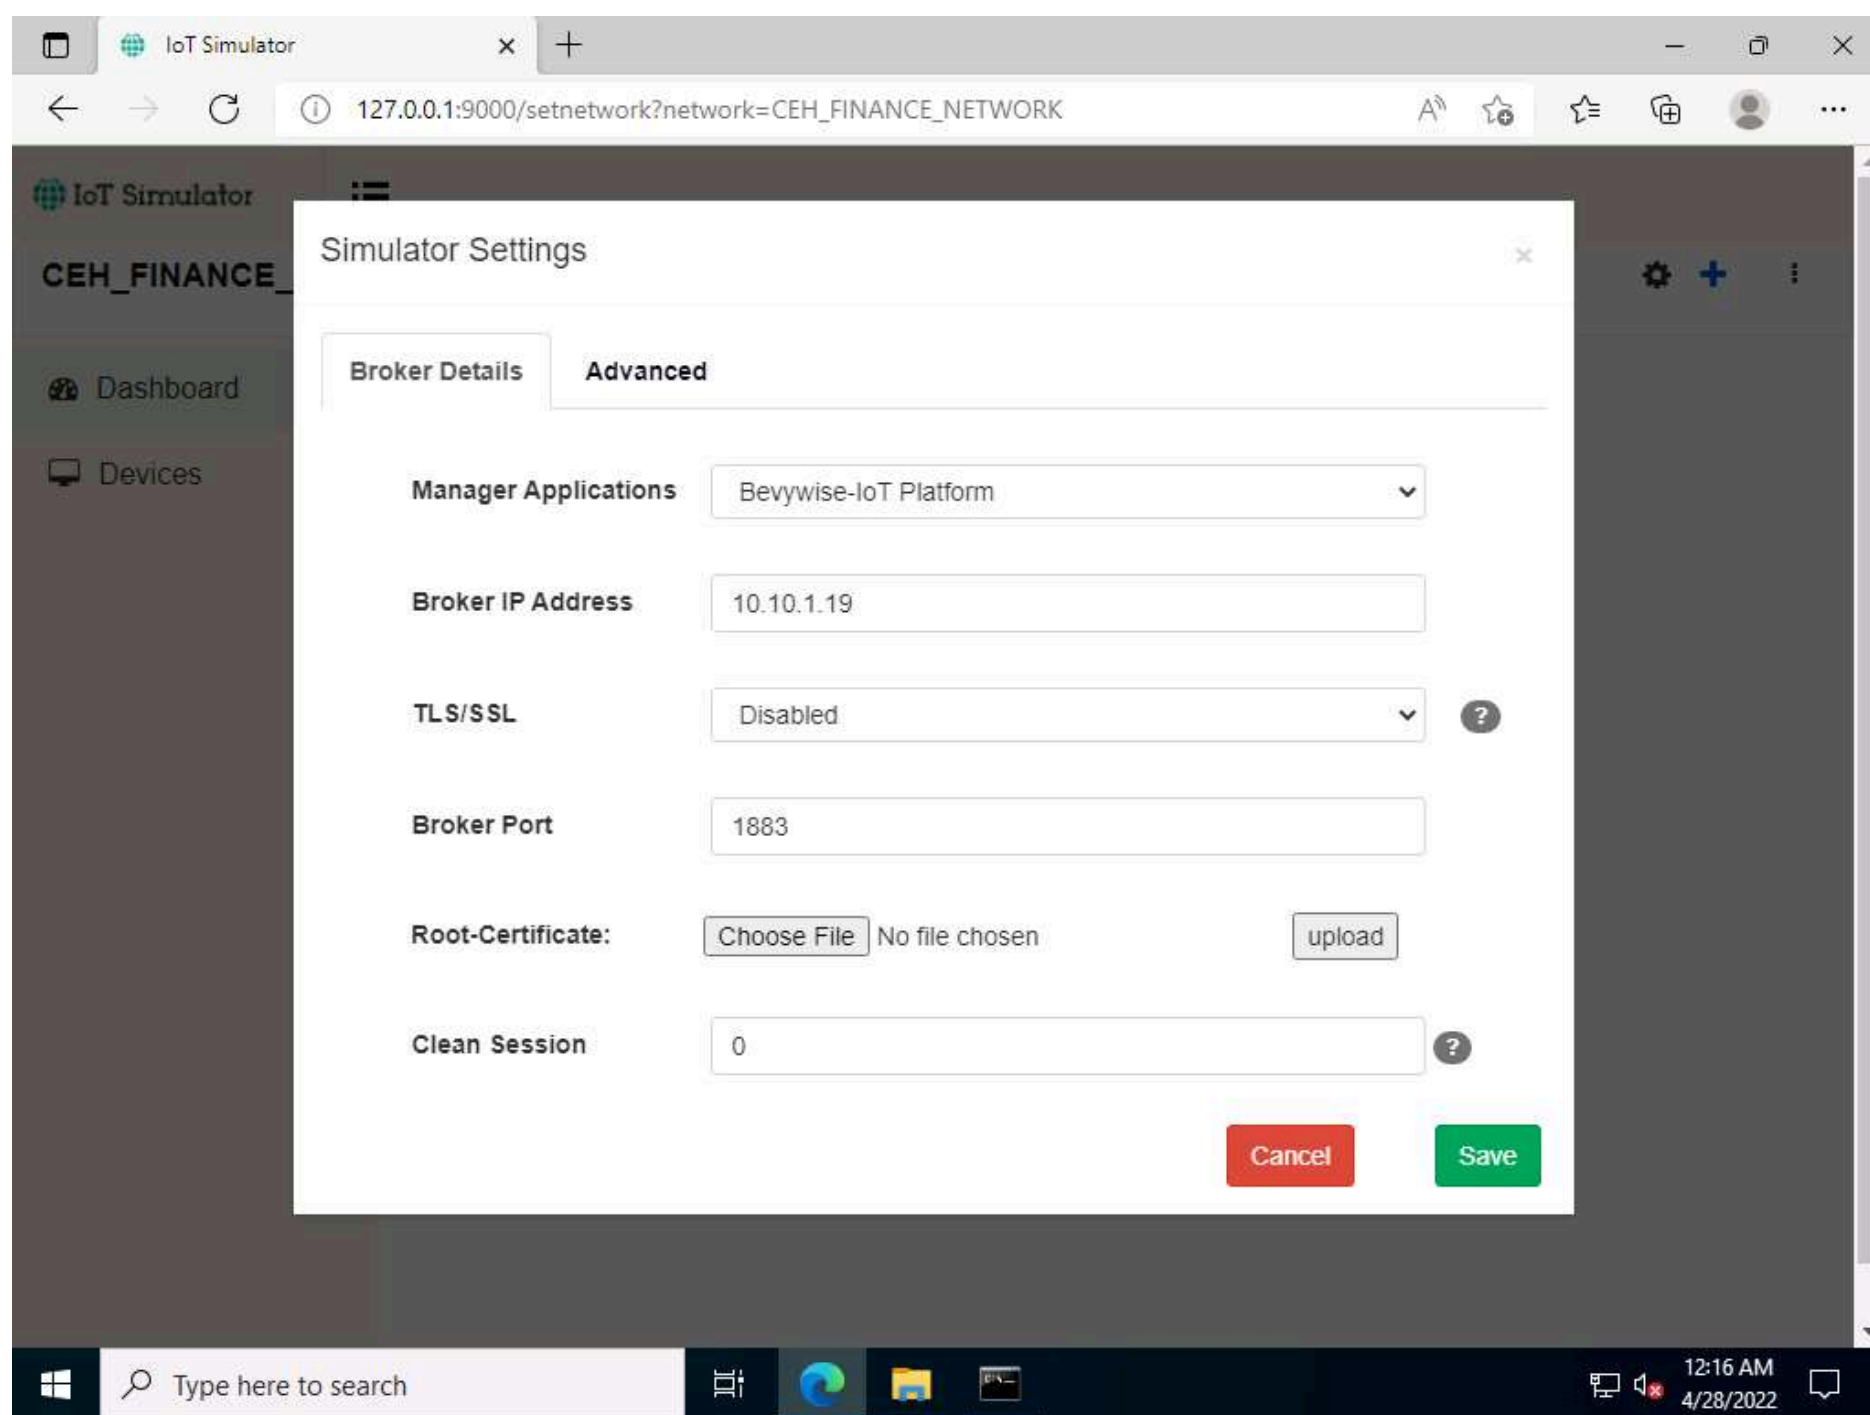 IoT Simulator
127.0.0.1:9000/setnetwork?network=CEH_FINANCE_NETWORK
IoT Simulator
CEH_FINANCE_
Dashboard
Devices
Simulator Settings
Broker Details Advanced
Manager Applications Bevywise-IoT Platform
Broker IP Address 10.10.1.19
TLS/SSL Disabled ?
Broker Port 1883
Root-Certificate: Choose File No file chosen upload
Clean Session 0 ?
Cancel Save
Type here to search
12:16 AM
4/28/2022